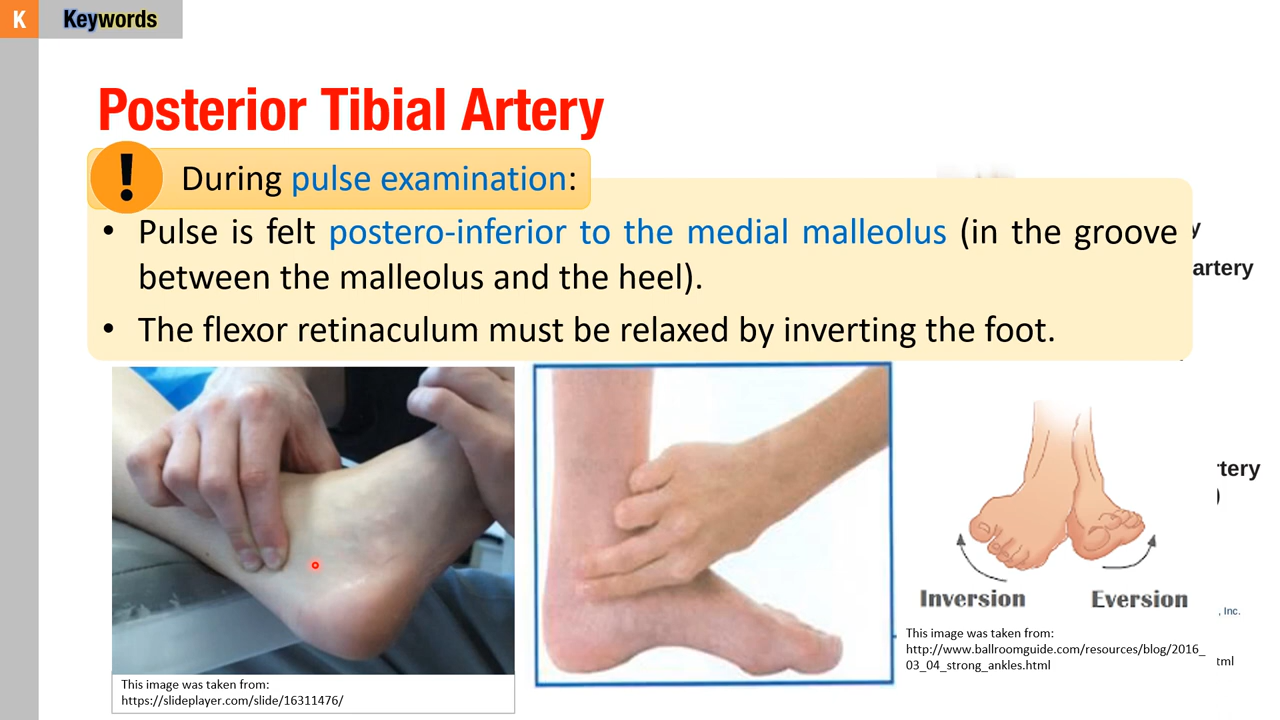 K Keywords
Posterior Tibial Artery
! During pulse examination:
• Pulse is felt postero-inferior to the medial malleolus (in the groove
between the malleolus and the heel).
• The flexor retinaculum must be relaxed by inverting the foot.
y
artery
rtery
)
Inversion
Eversion
, Inc.
This image was taken from:
http://www.ballroomguide.com/resources/blog/2016_
03_04_strong_ankles.html
tml
This image was taken from:
https://slideplayer.com/slide/16311476/